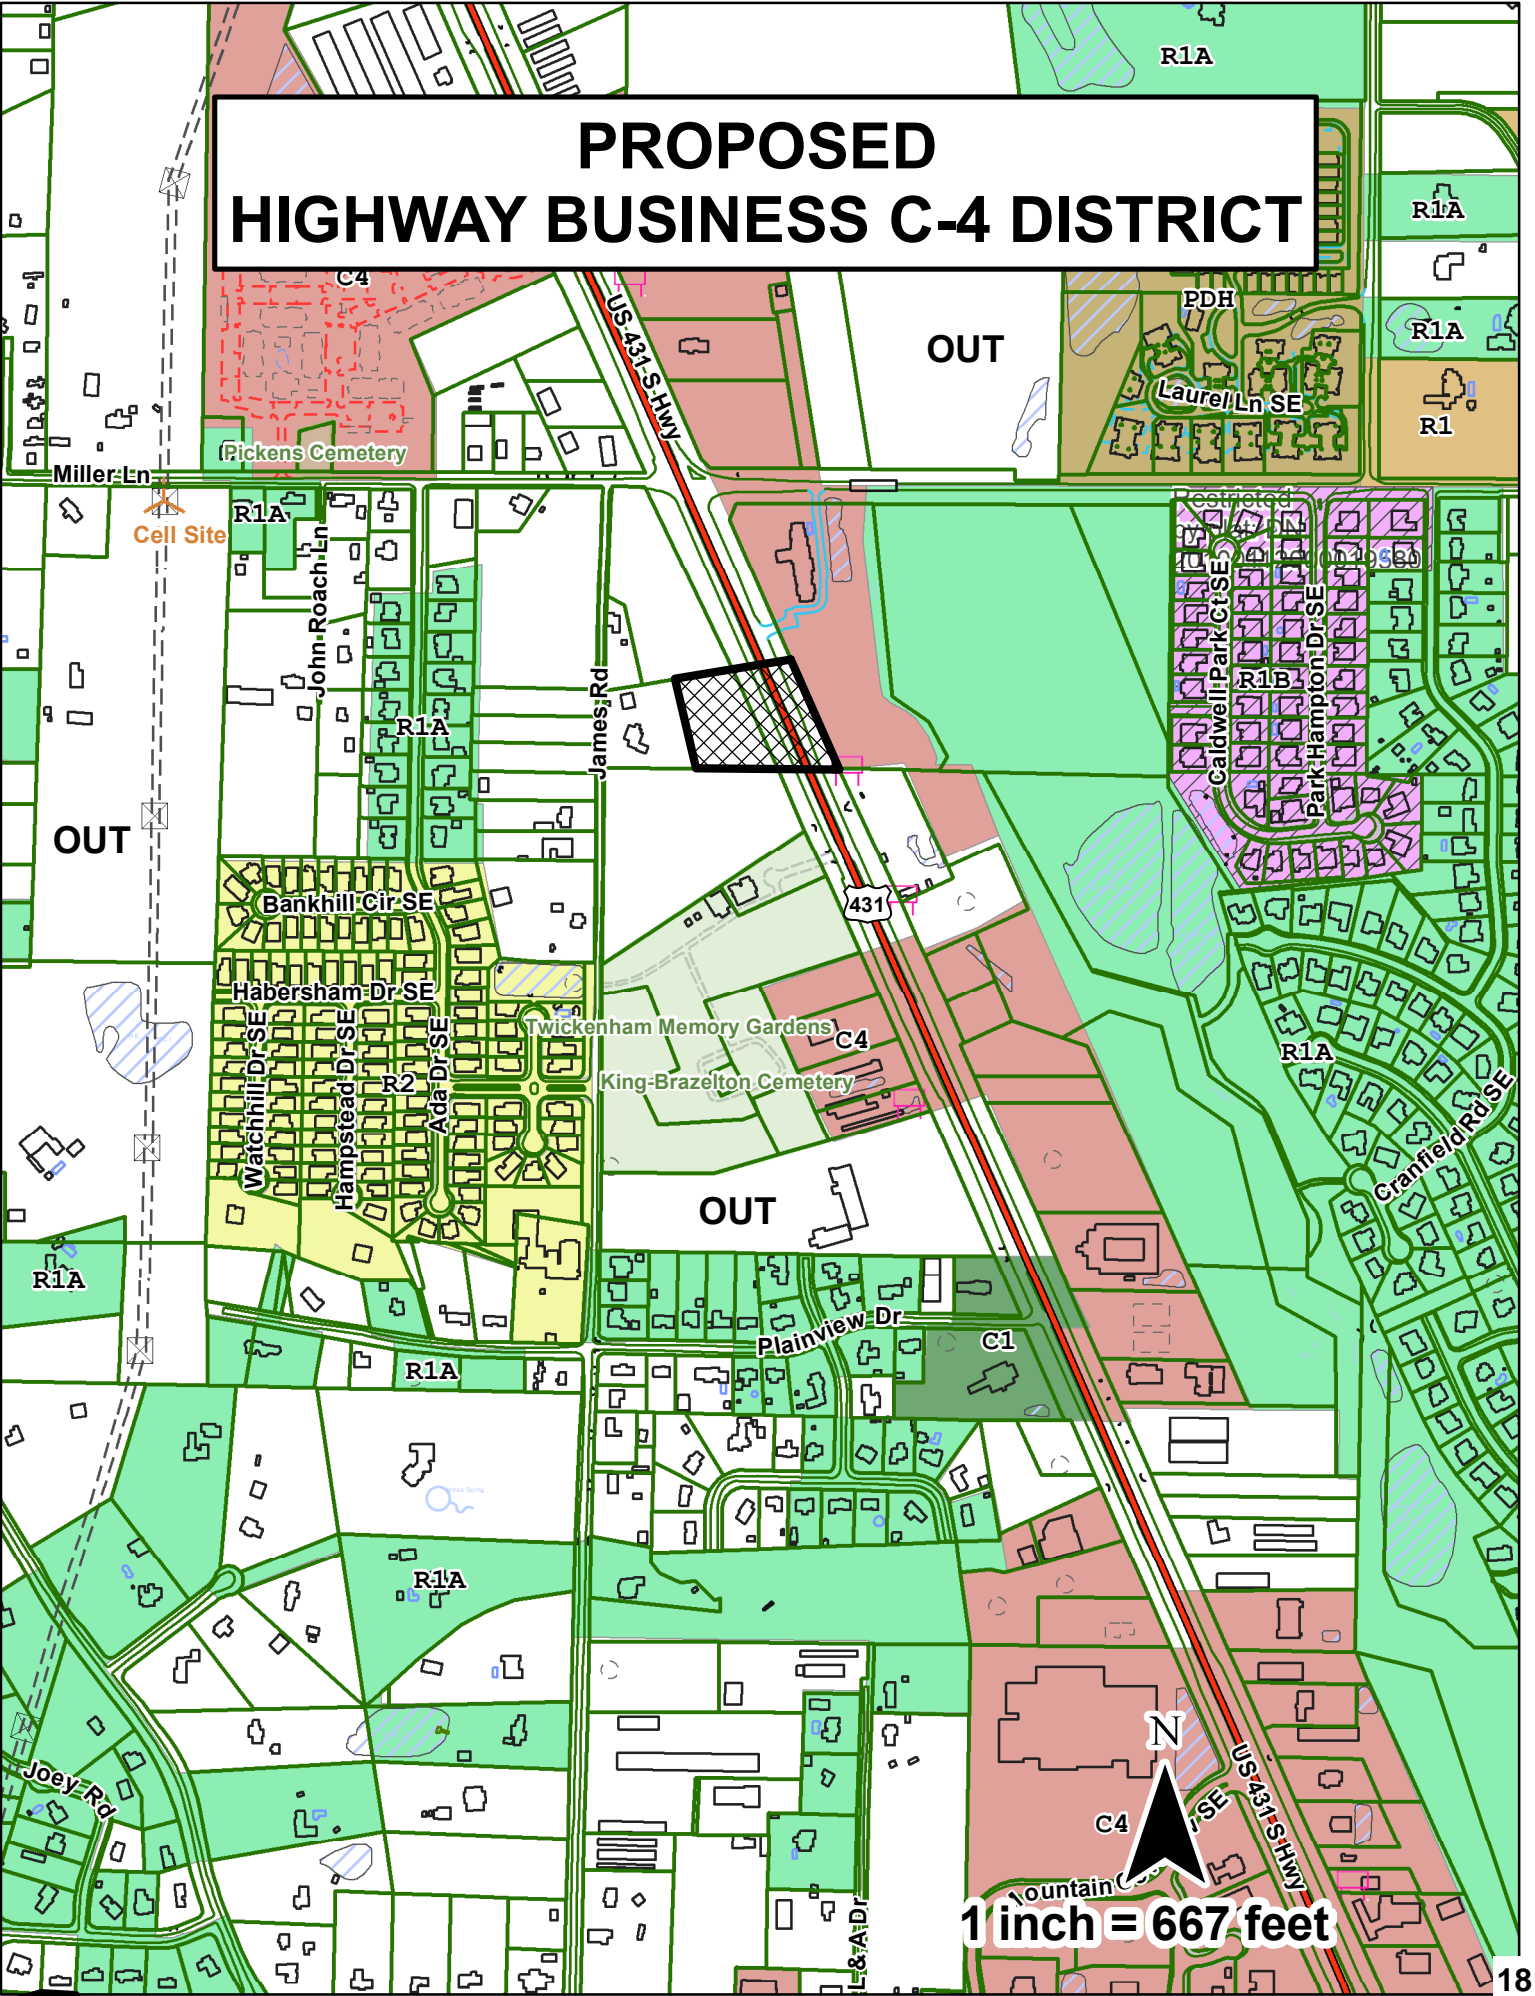 PROPOSED
HIGHWAY BUSINESS C-4 DISTRICT
R1A
R1A
C4
US 431 S Hwy
OUT
PDH
R1A
Laurel Ln SE
R1
Pickens Cemetery
Miller Ln
Cell Site
R1A
John Roach Ln
Restricted
Caldwell Park Ct SE
Park Hampton Dr SE
R1B
James Rd
R1A
OUT
431
Bankhill Cir SE
Habersham Dr SE
Twickenham Memory Gardens
C4
King-Brazelton Cemetery
Watchhill Dr SE
Hampstead Dr SE
R2
Ada Dr SE
R1A
Cranfield Rd SE
OUT
R1A
Plainview Dr
C1
R1A
R1A
Joey Rd
US 431 S Hwy
N
C4
SE
L & A Dr
1 inch = 667 feet
18